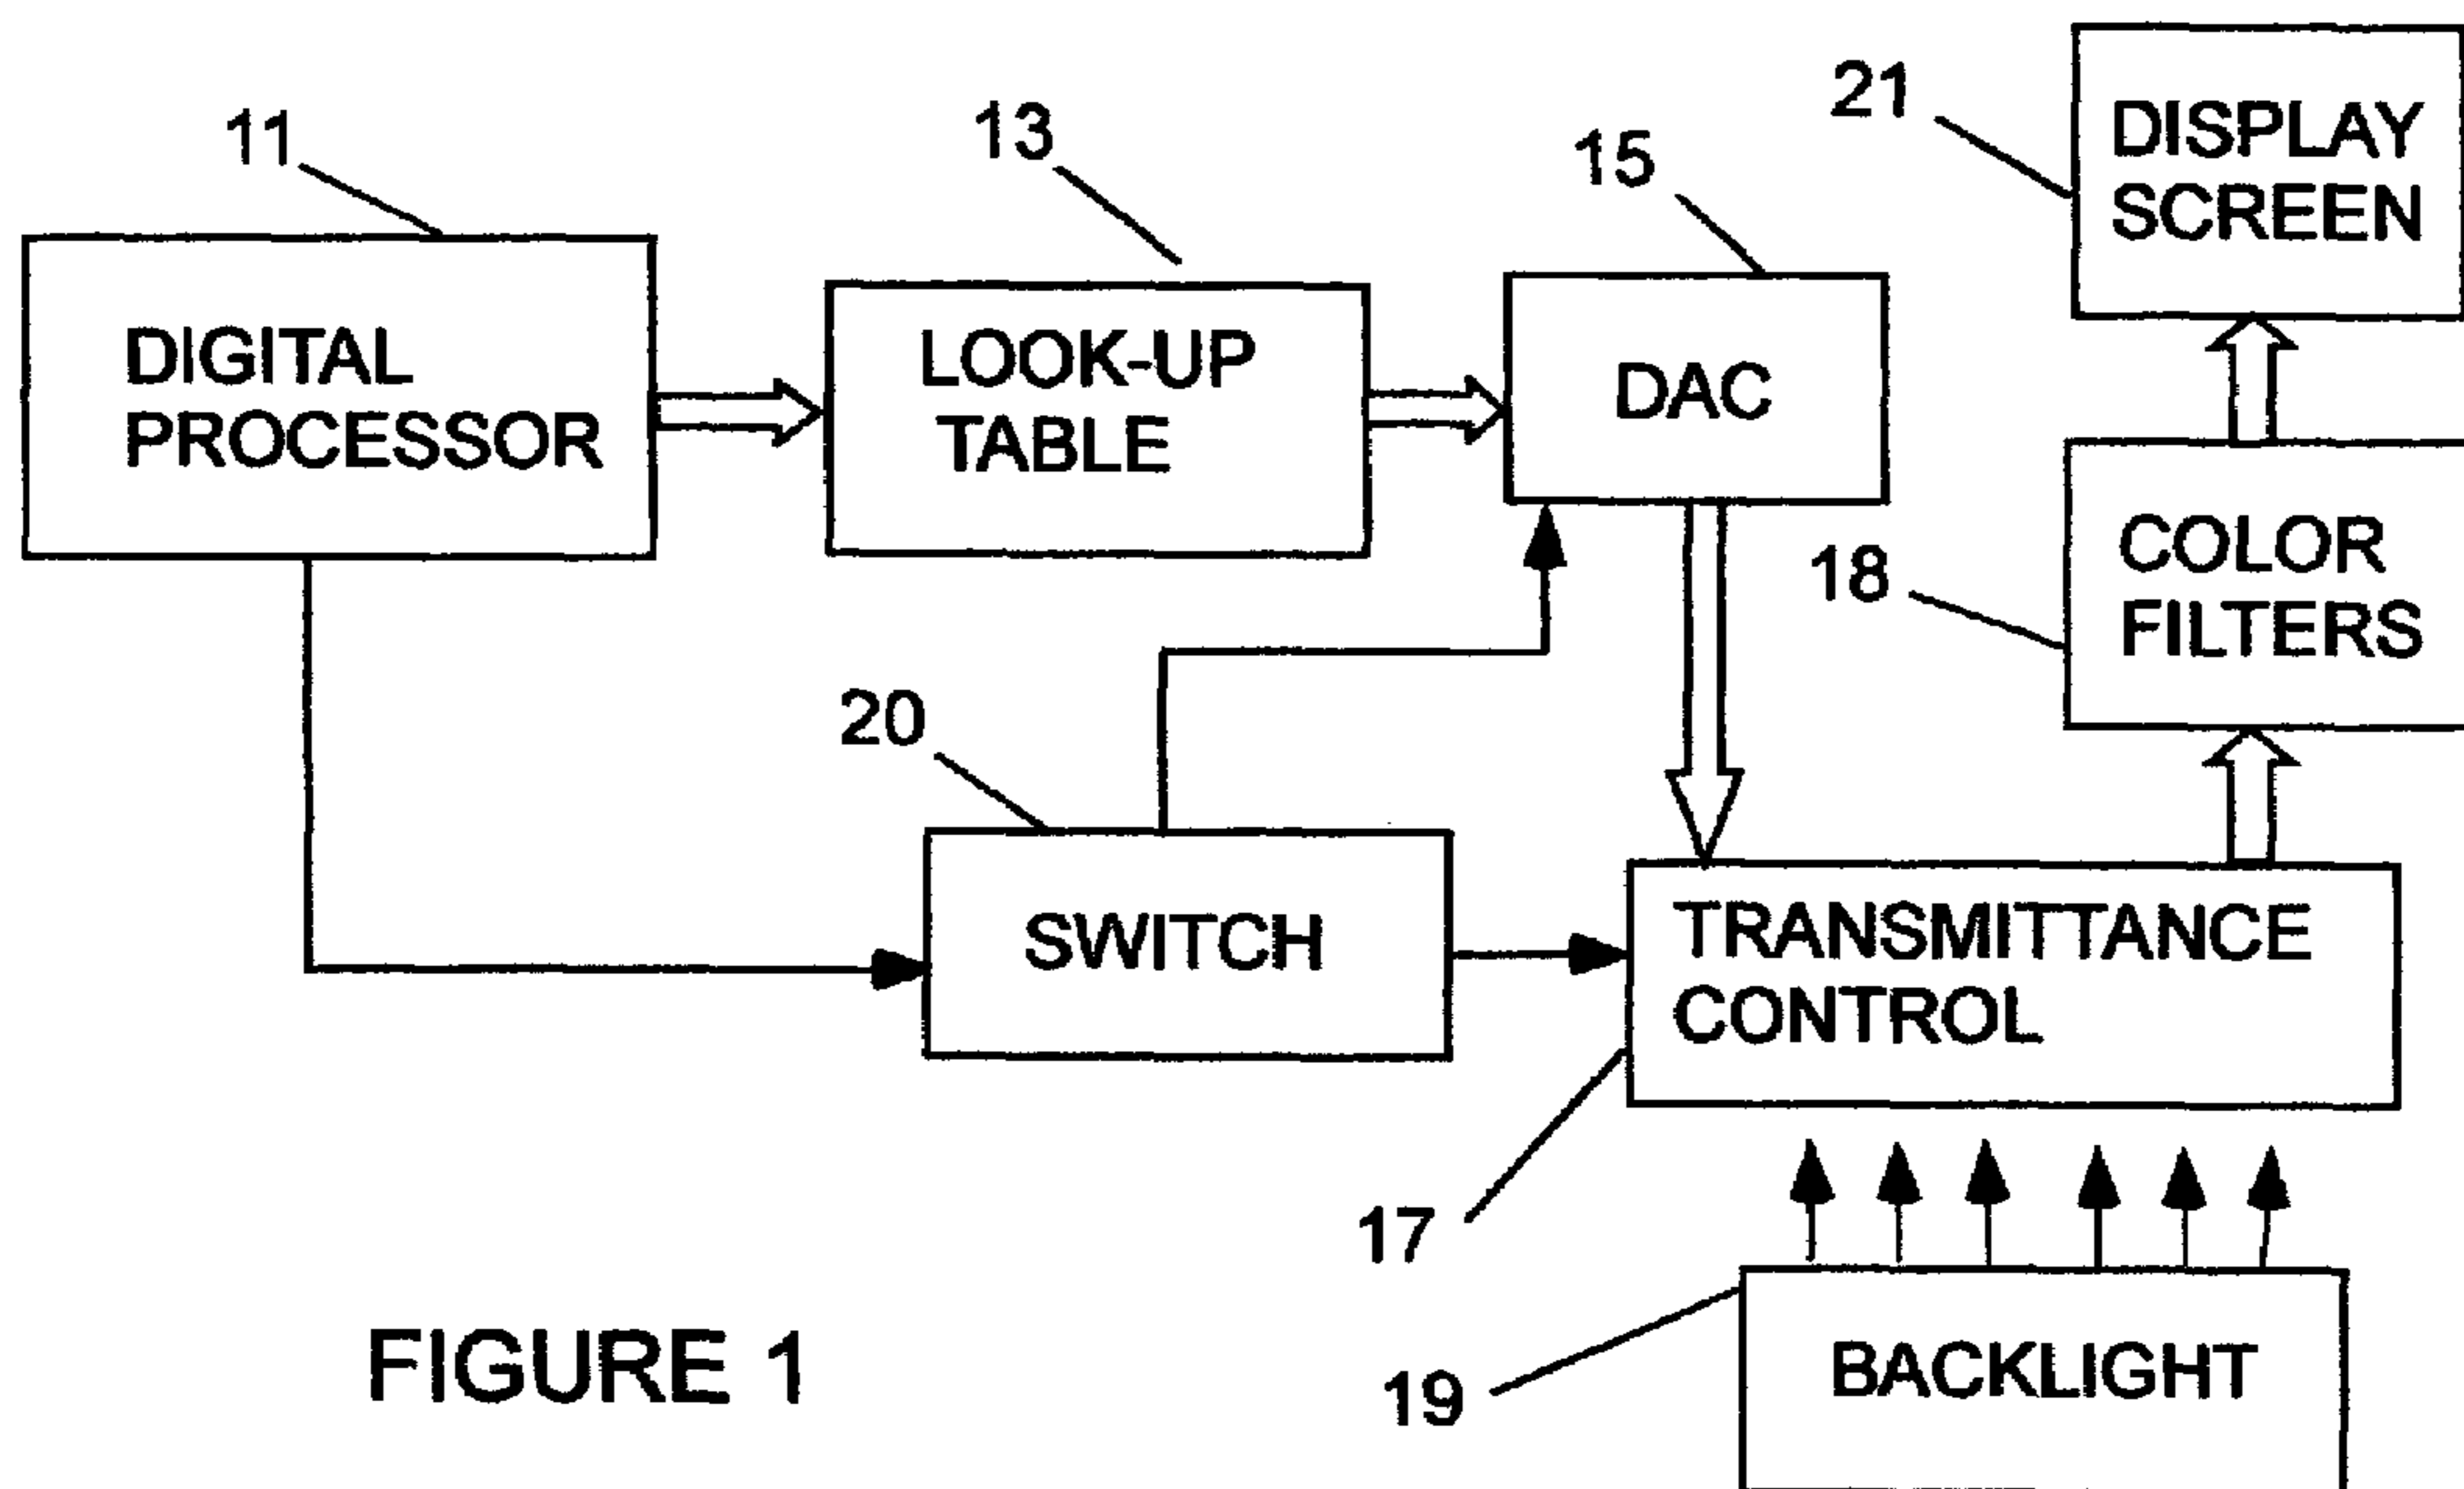 11
13
15
21
DISPLAY
SCREEN
DIGITAL
PROCESSOR
LOOK-UP
TABLE
DAC
18
COLOR
FILTERS
20
SWITCH
TRANSMITTANCE
CONTROL
17
19
BACKLIGHT
FIGURE 1